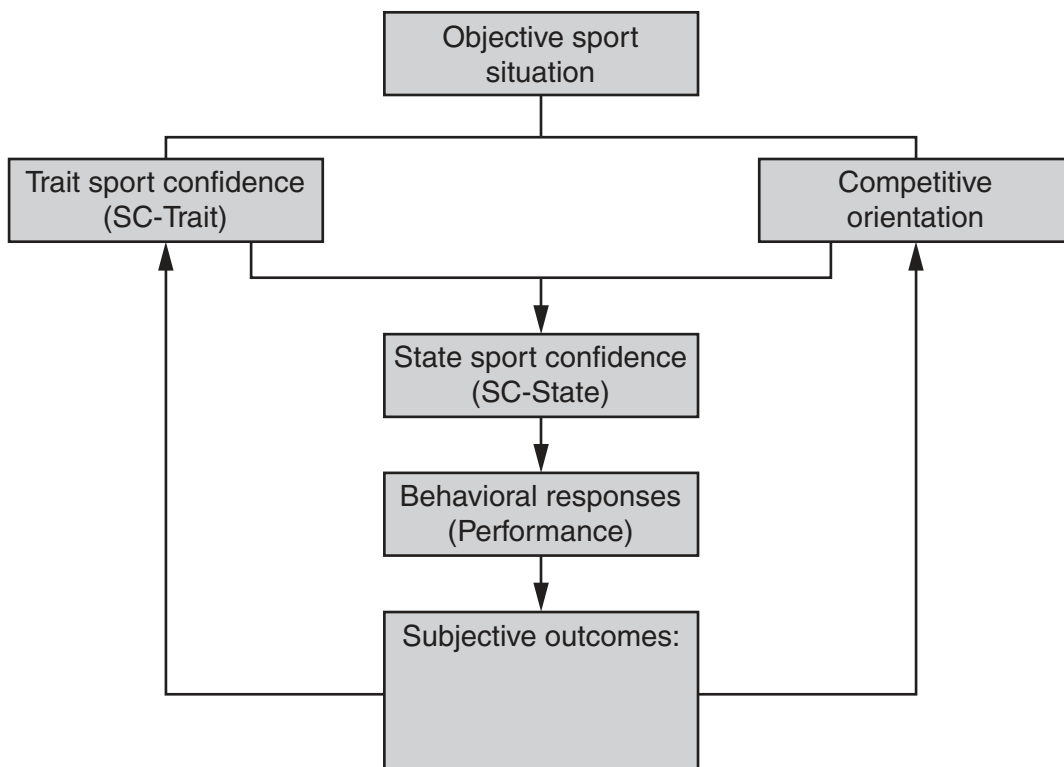 Objective sport
situation
Trait sport confidence
(SC-Trait)
Competitive
orientation
State sport confidence
(SC-State)
Behavioral responses
(Performance)
Subjective outcomes: